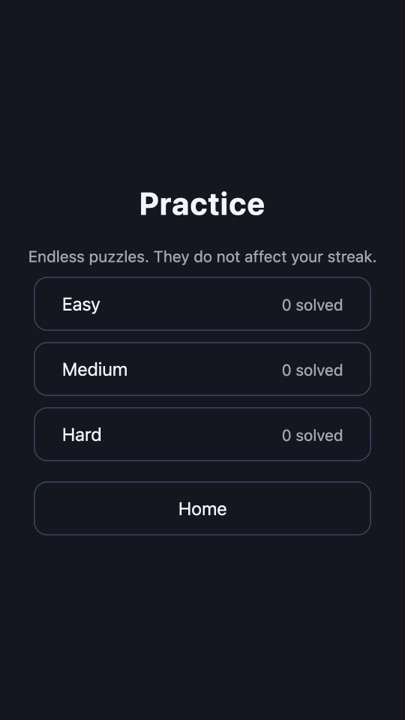 Practice
Endless puzzles. They do not affect your streak.
Easy 0 solved
Medium 0 solved
Hard 0 solved
Home